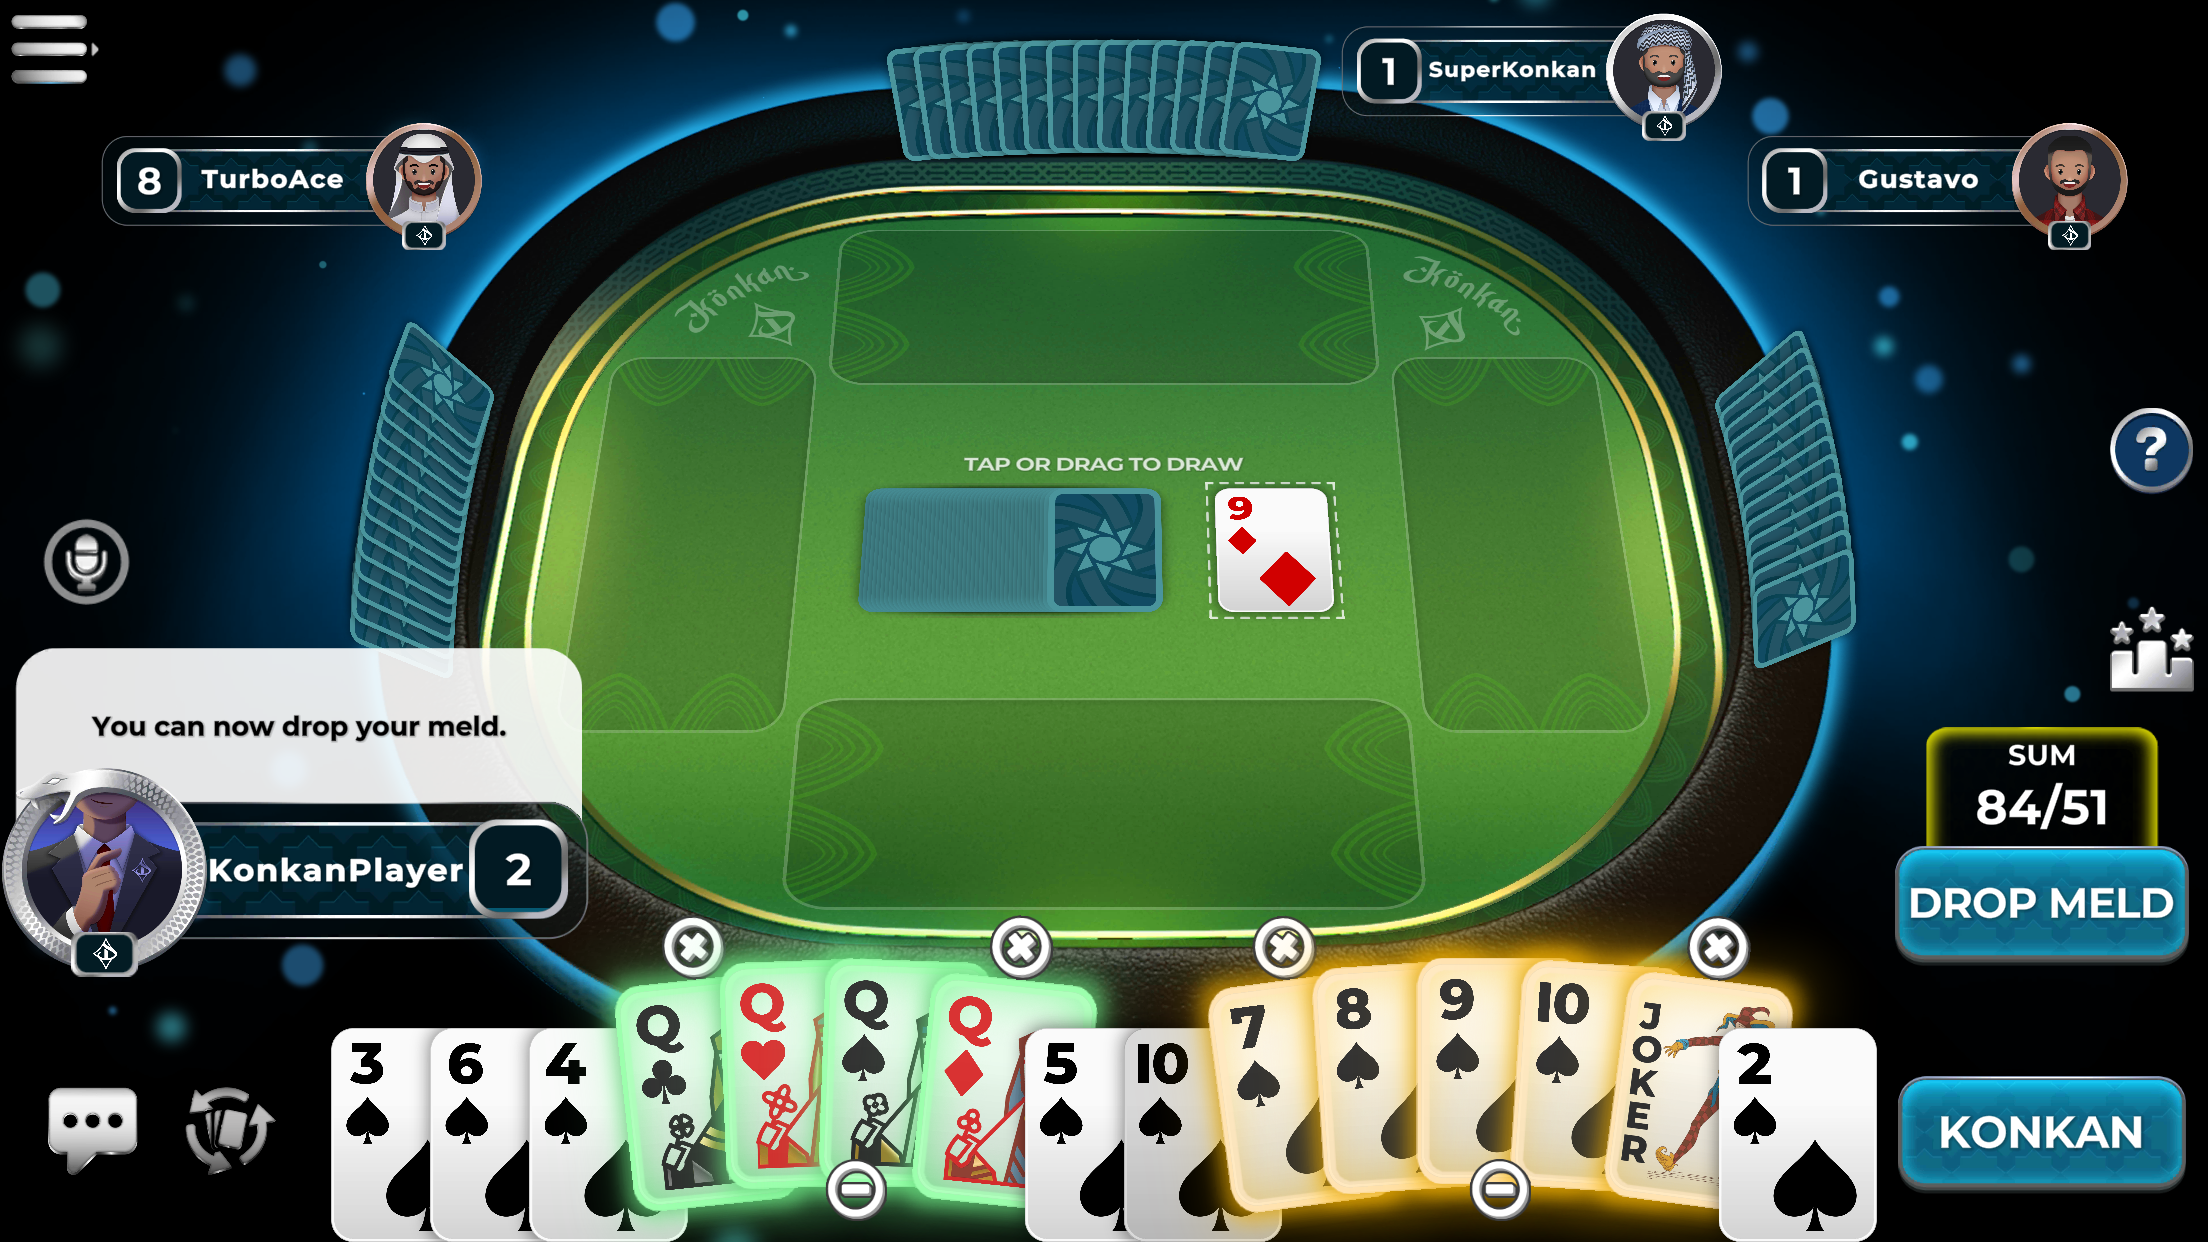 1
SuperKonkan
8
TurboAce
1
Gustavo
Könkan
Könkan
TAP OR DRAG TO DRAW
9
You can now drop your meld.
KonkanPlayer
2
SUM
84/51
DROP MELD
KONKAN
3
6
4
Q
Q
Q
Q
5
10
7
8
9
10
JOKER
2
?